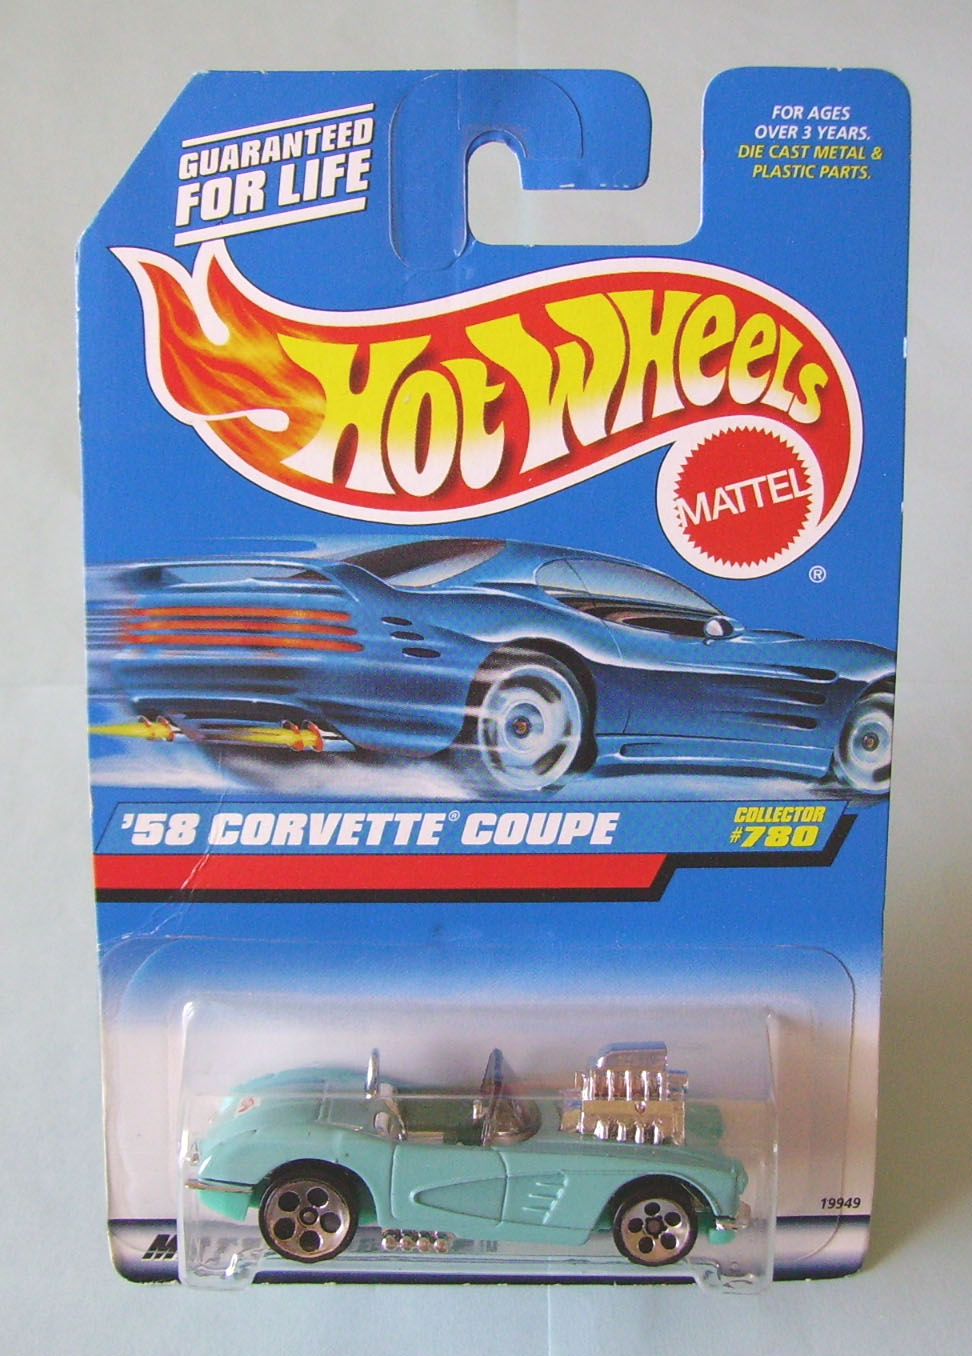 GUARANTEED
FOR LIFE
FOR AGES
OVER 3 YEARS.
DIE CAST METAL &
PLASTIC PARTS.
HOT WHEELS
MATTEL
®
'58 CORVETTE® COUPE
COLLECTOR
#780
19949